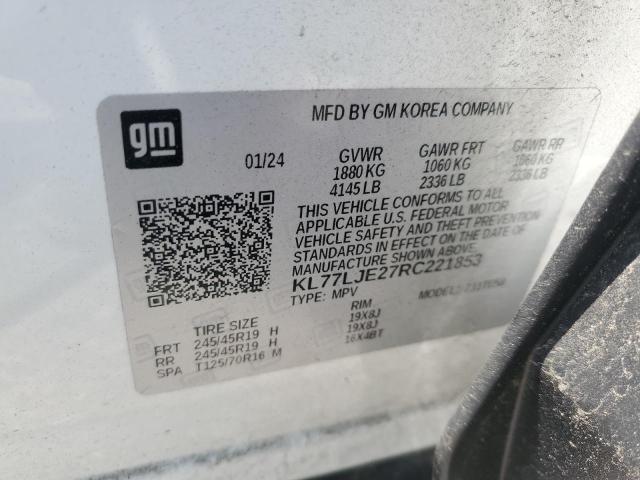 gm
MFD BY GM KOREA COMPANY
01/24 GVWR GAWR FRT GAWR RR
1880 KG 1060 KG 1060 KG
4145 LB 2336 LB 2336 LB
THIS VEHICLE CONFORMS TO ALL
APPLICABLE U.S. FEDERAL MOTOR
VEHICLE SAFETY AND THEFT PREVENTION
STANDARDS IN EFFECT ON THE DATE OF
MANUFACTURE SHOWN ABOVE.
KL77LJE27RC221853
TYPE: MPV MODEL:
TIRE SIZE RIM
FRT 245/45R19 H 19X8J
RR 245/45R19 H 19X8J
SPA T125/70R16 M 16X4BT